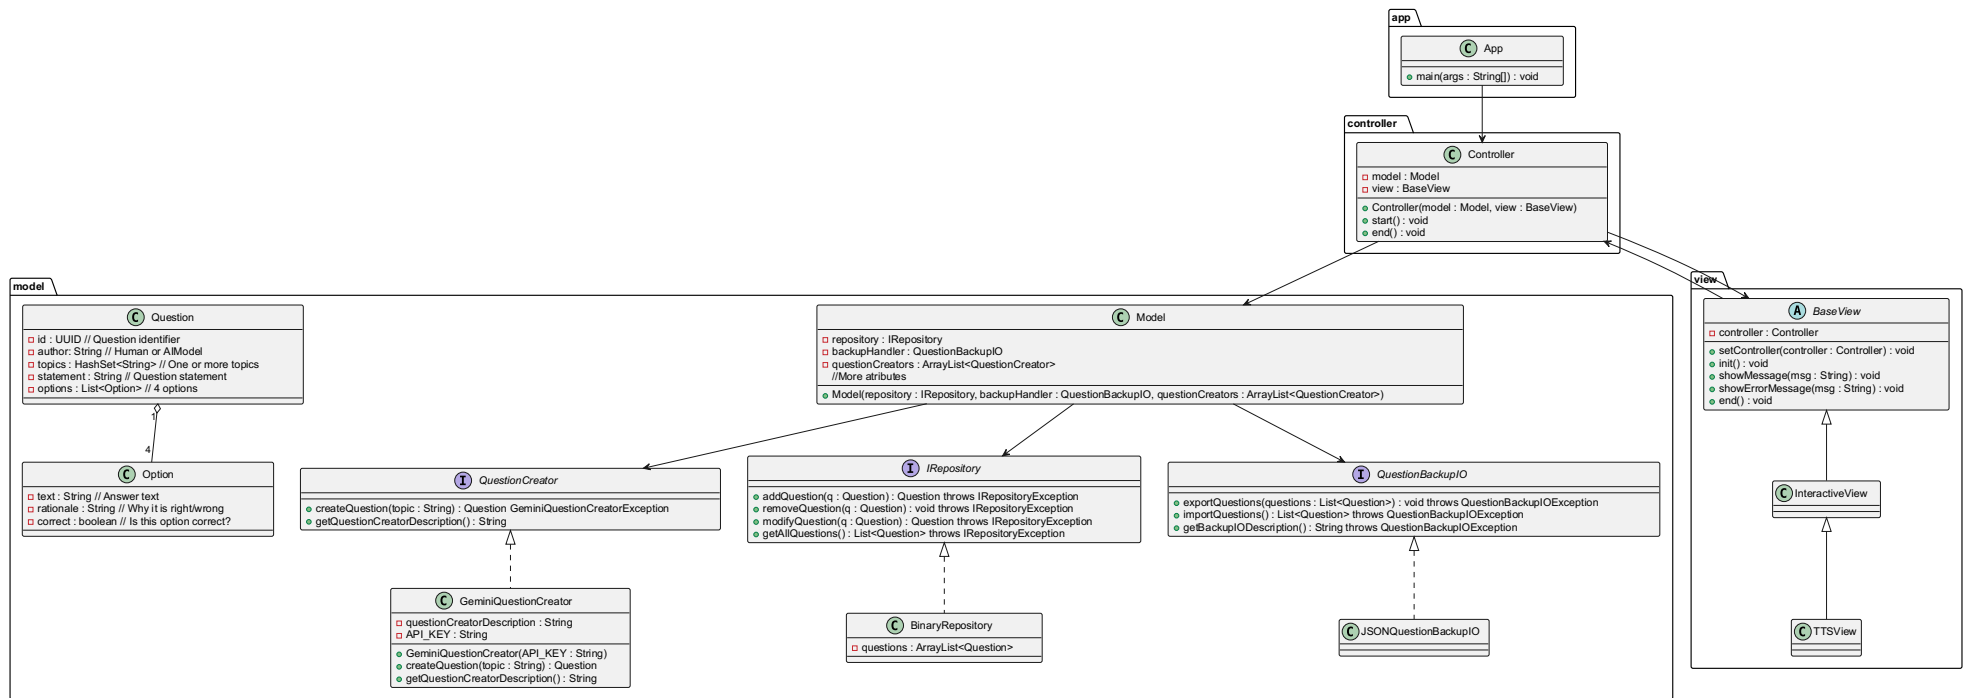 app
C App
main(args : String[]) : void
controller
C Controller
model : Model
view : BaseView
Controller(model : Model, view : BaseView)
start() : void
end() : void
model
C Question
id : UUID // Question identifier
author: String // Human or AIModel
topics : HashSet<String> // One or more topics
statement : String // Question statement
options : List<Option> // 4 options
1
4
C Option
text : String // Answer text
rationale : String // Why it is right/wrong
correct : boolean // Is this option correct?
C Model
repository : IRepository
backupHandler : QuestionBackupIO
questionCreators : ArrayList<QuestionCreator>
//More atributes
Model(repository : IRepository, backupHandler : QuestionBackupIO, questionCreators : ArrayList<QuestionCreator>)
I QuestionCreator
createQuestion(topic : String) : Question GeminiQuestionCreatorException
getQuestionCreatorDescription() : String
I IRepository
addQuestion(q : Question) : Question throws IRepositoryException
removeQuestion(q : Question) : void throws IRepositoryException
modifyQuestion(q : Question) : Question throws IRepositoryException
getAllQuestions() : List<Question> throws IRepositoryException
I QuestionBackupIO
exportQuestions(questions : List<Question>) : void throws QuestionBackupIOException
importQuestions() : List<Question> throws QuestionBackupIOException
getBackupIODescription() : String throws QuestionBackupIOException
C GeminiQuestionCreator
questionCreatorDescription : String
API_KEY : String
GeminiQuestionCreator(API_KEY : String)
createQuestion(topic : String) : Question
getQuestionCreatorDescription() : String
C BinaryRepository
questions : ArrayList<Question>
C JSONQuestionBackupIO
view
A BaseView
controller : Controller
setController(controller : Controller) : void
init() : void
showMessage(msg : String) : void
showErrorMessage(msg : String) : void
end() : void
C InteractiveView
C TTSView